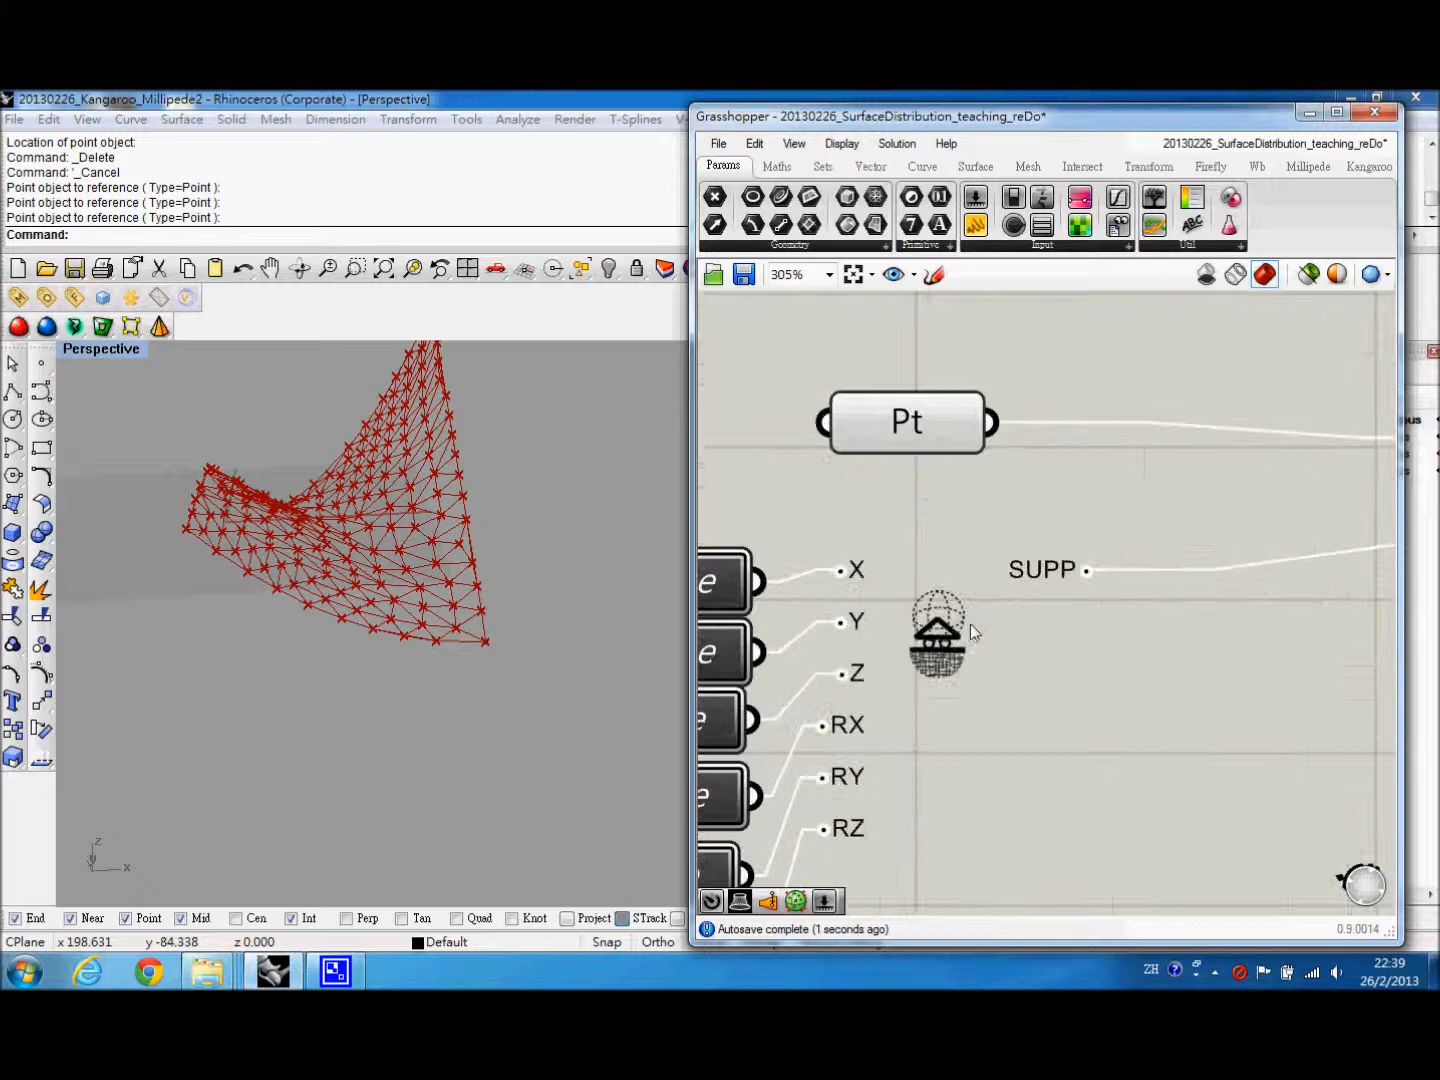 20130226_Kangaroo_Millipede2 - Rhinoceros (Corporate) - [Perspective]
File Edit View Curve Surface Solid Mesh Dimension Transform Tools Analyze Render T-Splines
Location of point object:
Command: _Delete
Command: '_Cancel
Point object to reference ( Type=Point ):
Point object to reference ( Type=Point ):
Point object to reference ( Type=Point ):
Command:
Perspective
z
x
End Near Point Mid Cen Int Perp Tan Quad Knot Project STrack
CPlane x 198.631 y -84.338 z 0.000 Default Snap Ortho
Grasshopper - 20130226_SurfaceDistribution_teaching_reDo*
File Edit View Display Solution Help 20130226_SurfaceDistribution_teaching_reDo*
Params Maths Sets Vector Curve Surface Mesh Intersect Transform Firefly Wb Millipede Kangaroo
Geometry Primitive Input Util
305%
Pt
X
Y
Z
RX
RY
RZ
SUPP
e
e
e
e
Autosave complete (1 seconds ago) 0.9.0014
ZH 22:39
26/2/2013